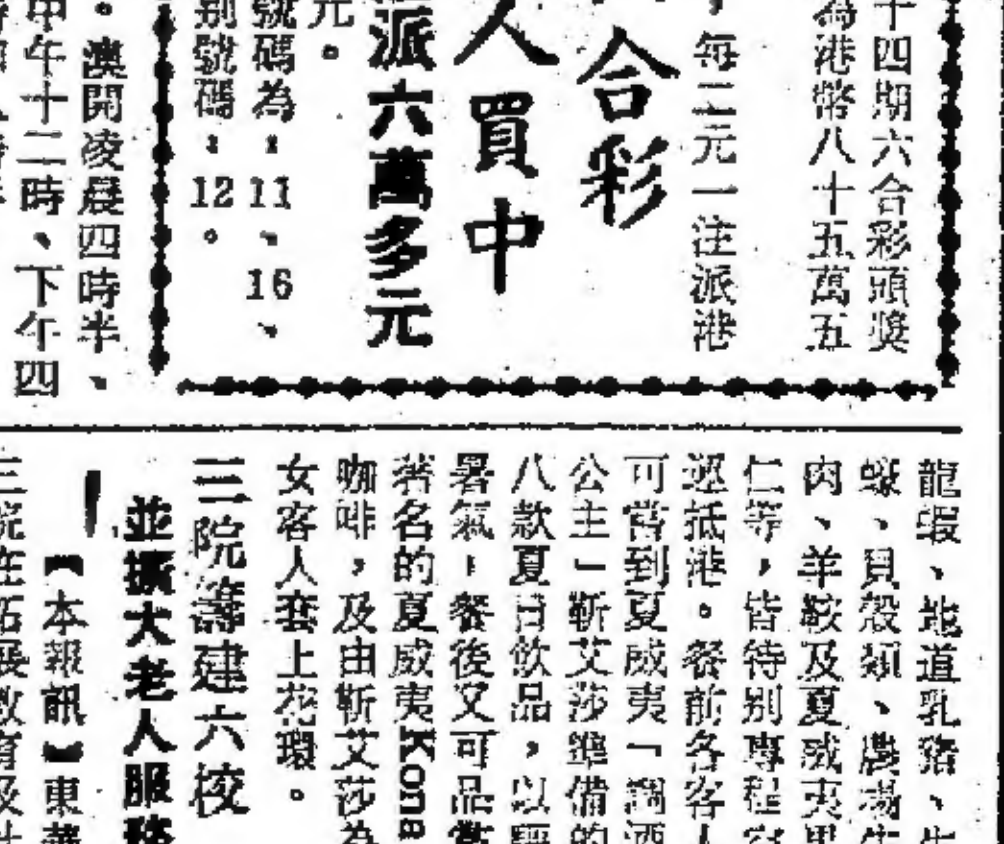 十四期六合彩頭獎
為港幣八十五萬五
，每二元一注派港
合彩
人買中
派六萬多元
元。
號碼為：11、16、
别號碼：12。
。澳開凌晨四時半、
午十二時、下午四
龍蝦、地道乳豬、
蠔、貝殼類、農場
肉、羊鞍及夏威夷果
仁等，皆特别專程空
運抵港。餐前各客人
可嘗到夏威夷「調酒
公主」靳艾莎準備的
八款夏日飲品，以
暑氣！餐後又可品嘗
著名的夏威夷Kona
咖啡，及由靳艾莎為
女客人套上花環。
三院籌建六校
並擴大老人服務
【本報訊】東華
三院在拓展教育及社